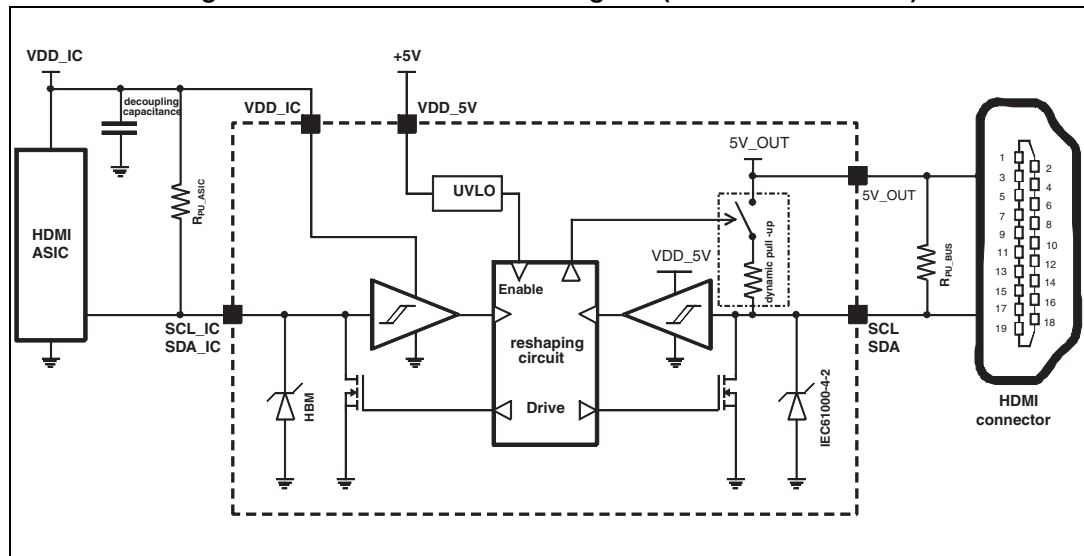 VDD_IC
+5V
decoupling
capacitance
VDD_IC
VDD_5V
5V_OUT
UVLO
5V_OUT
RPU_ASIC
HDMI
ASIC
VDD_5V
dynamic pull -up
RPU_BUS
Enable
SCL_IC
SDA_IC
reshaping
circuit
SCL
SDA
Drive
HBM
IEC61000-4-2
1
2
3
4
5
6
7
8
9
10
11
12
13
14
15
16
17
18
19
HDMI
connector